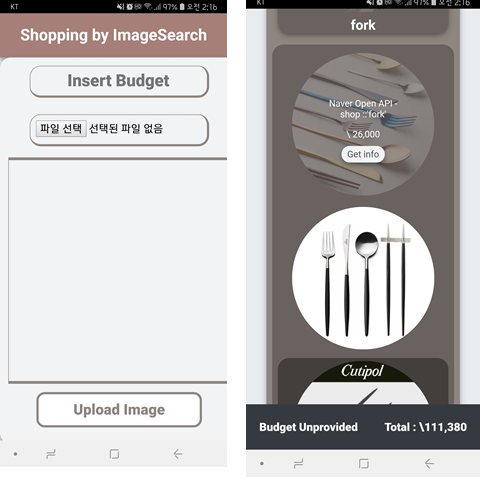 KT 97% 오전 2:16
Shopping by ImageSearch
Insert Budget
파일 선택 선택된 파일 없음
Upload Image
KT 97% 오전 2:16
fork
Naver Open API -
shop ::'fork'
\ 26,000
Get info
Cutipol
Budget Unprovided Total : \111,380